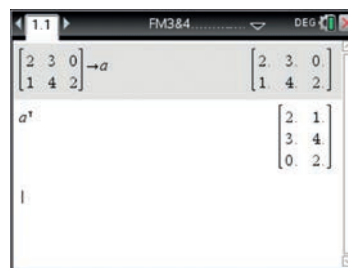 1.1 FM3&4............ DEG
[2 3 0] →a [2. 3. 0.]
[1 4 2] [1. 4. 2.]
aᵀ [2. 1.]
[3. 4.]
[0. 2.]